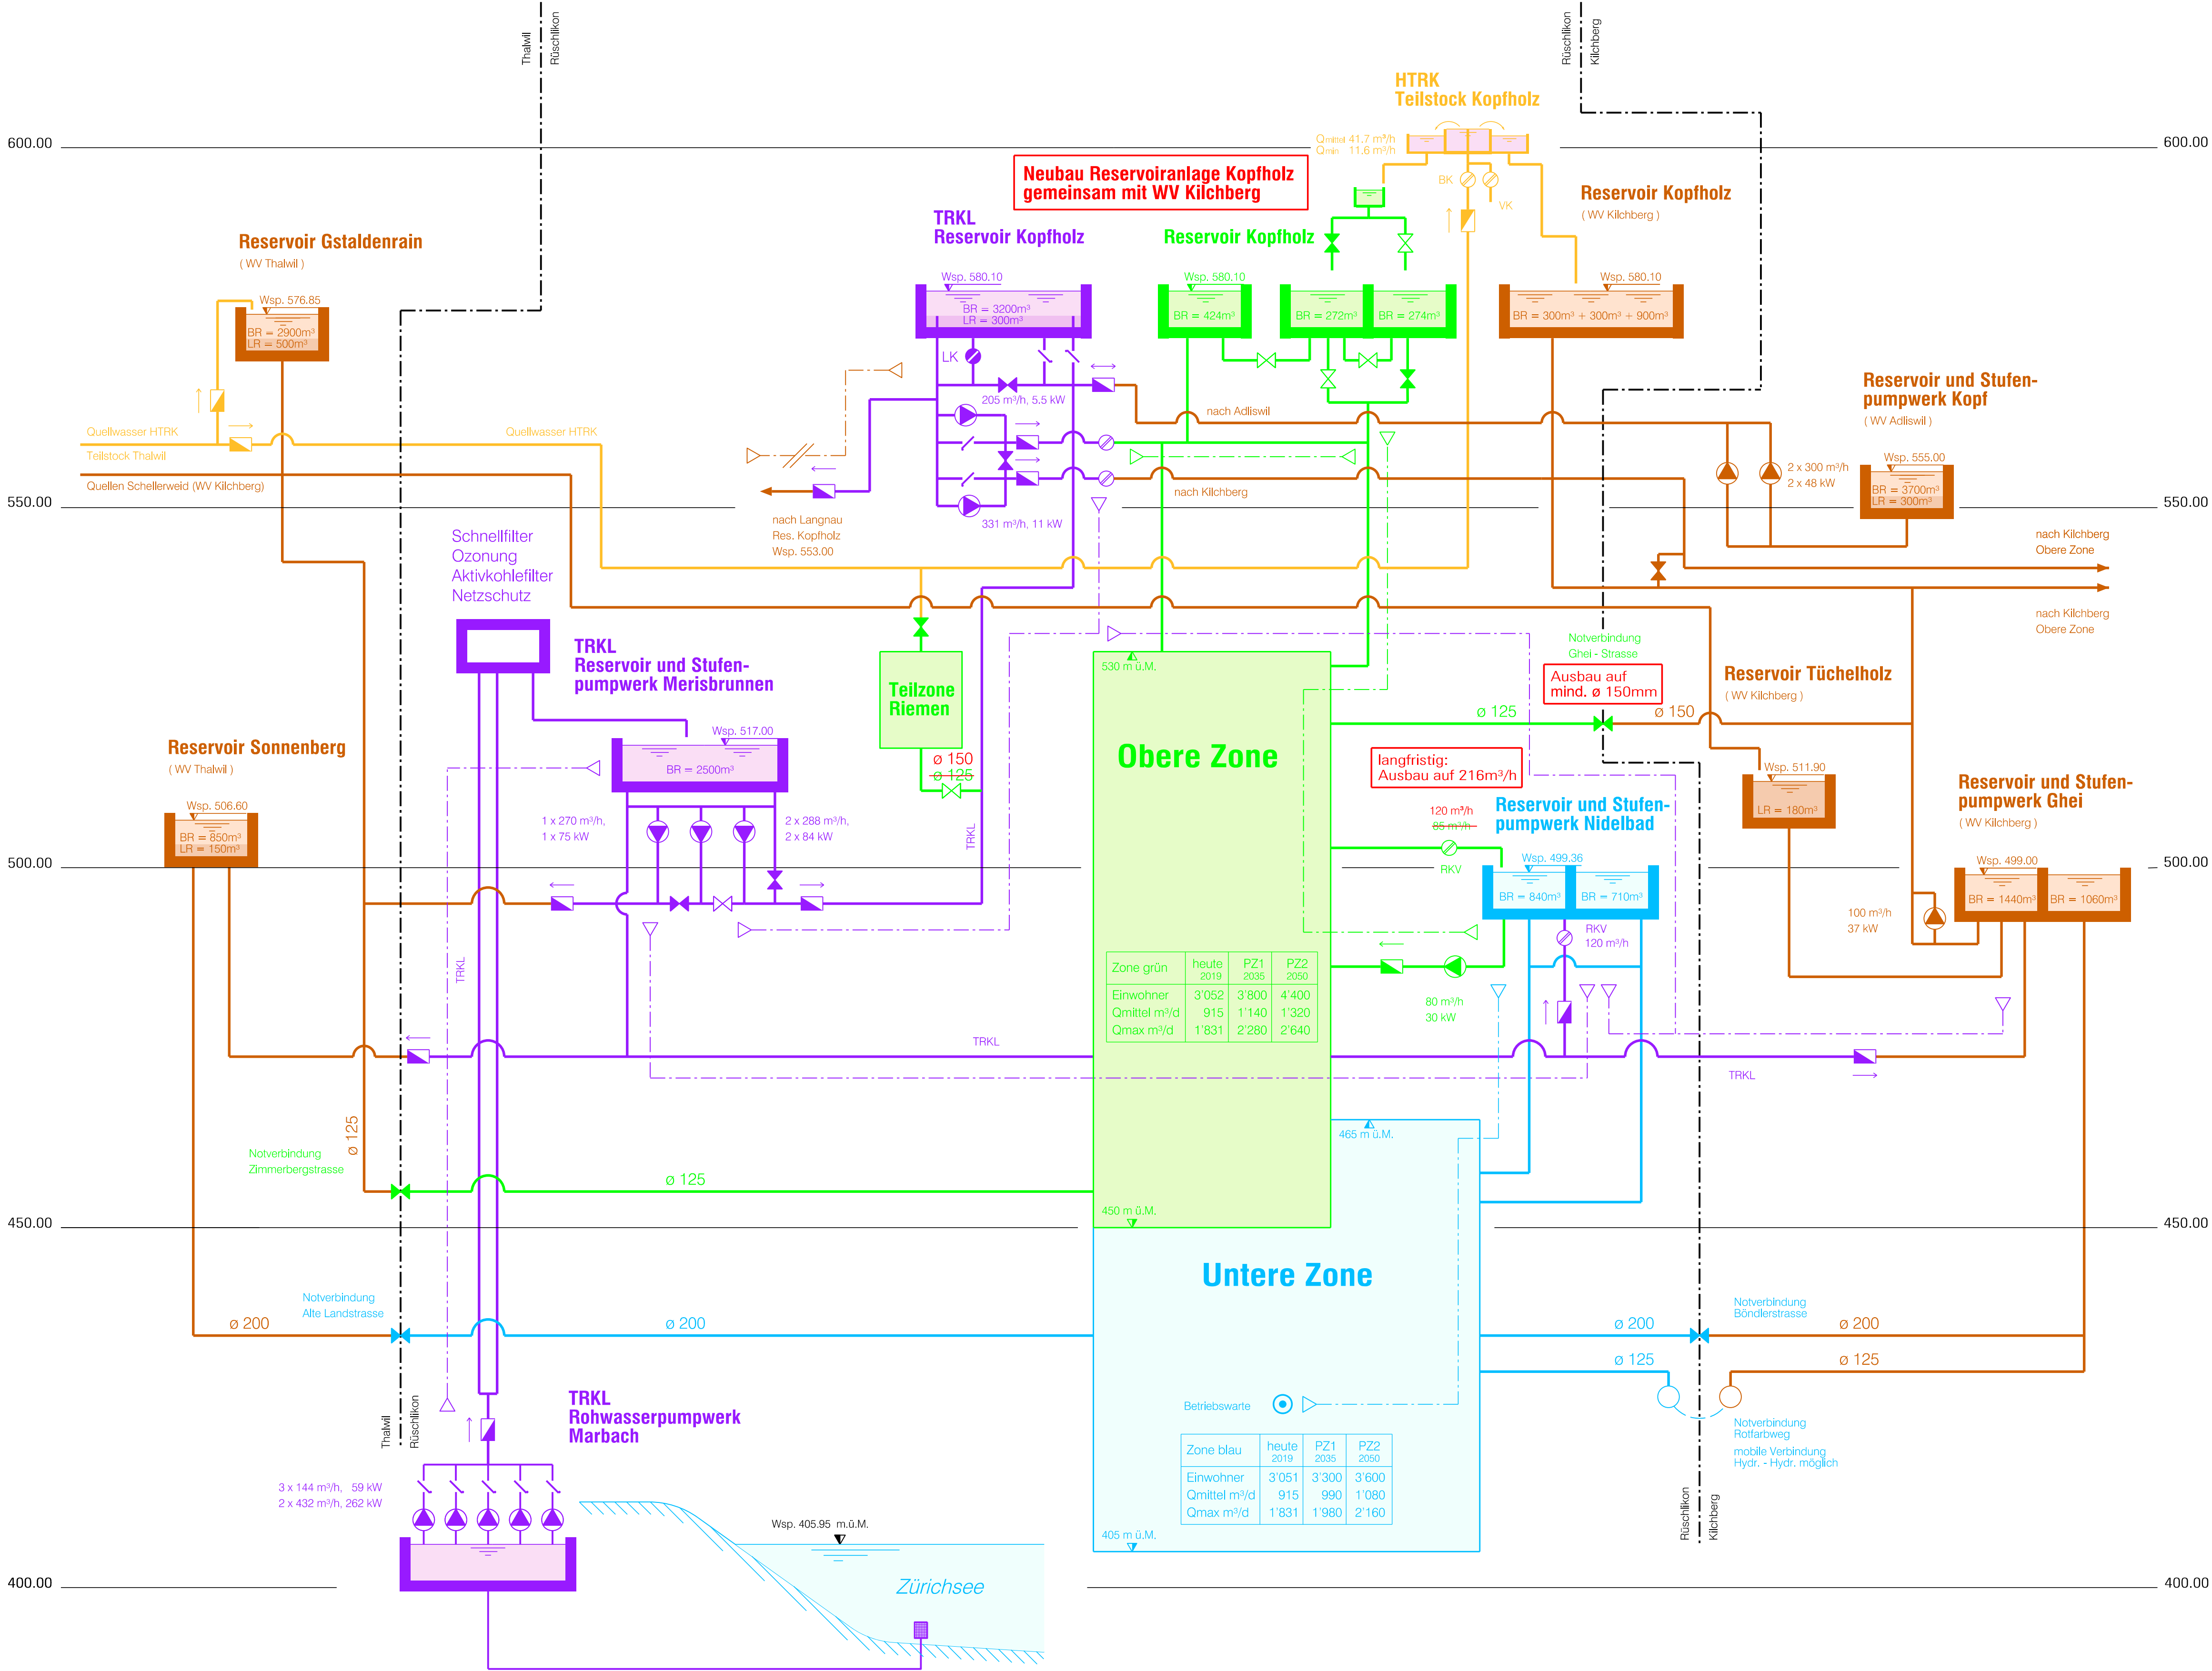 Thalwil
Rüschlikon
Rüschlikon
Kilchberg
600.00
600.00
HTRK
Teilstock Kopfholz
Qmittel 41.7 m³/h
Qmin 11.6 m³/h
BK
VK
Neubau Reservoiranlage Kopfholz
gemeinsam mit WV Kilchberg
Reservoir Kopfholz
( WV Kilchberg )
Wsp. 580.10
BR = 300m³ + 300m³ + 900m³
TRKL
Reservoir Kopfholz
Wsp. 580.10
BR = 3200m³
LR = 300m³
LK
205 m³/h, 5.5 kW
331 m³/h, 11 kW
Reservoir Kopfholz
Wsp. 580.10
BR = 424m³
BR = 272m³
BR = 274m³
Reservoir Gstaldenrain
( WV Thalwil )
Wsp. 576.85
BR = 2900m³
LR = 500m³
Quellwasser HTRK
Teilstock Thalwil
Quellwasser HTRK
Quellen Schellerweid (WV Kilchberg)
nach Adliswil
nach Kilchberg
Reservoir und Stufen-
pumpwerk Kopf
( WV Adliswil )
Wsp. 555.00
BR = 3700m³
LR = 300m³
2 x 300 m³/h
2 x 48 kW
550.00
550.00
nach Langnau
Res. Kopfholz
Wsp. 553.00
nach Kilchberg
Obere Zone
nach Kilchberg
Obere Zone
Schnellfilter
Ozonung
Aktivkohlefilter
Netzschutz
TRKL
Reservoir und Stufen-
pumpwerk Merisbrunnen
Wsp. 517.00
BR = 2500m³
1 x 270 m³/h,
1 x 75 kW
2 x 288 m³/h,
2 x 84 kW
TRKL
TRKL
TRKL
Teilzone
Riemen
ø 150
ø 125
530 m ü.M.
Obere Zone
Notverbindung
Ghei - Strasse
Ausbau auf
mind. ø 150mm
ø 125
ø 150
Reservoir Tüchelholz
( WV Kilchberg )
Wsp. 511.90
LR = 180m³
langfristig:
Ausbau auf 216m³/h
120 m³/h
85 m³/h
RKV
Reservoir und Stufen-
pumpwerk Nidelbad
Wsp. 499.36
BR = 840m³
BR = 710m³
RKV
120 m³/h
80 m³/h
30 kW
Reservoir und Stufen-
pumpwerk Ghei
( WV Kilchberg )
Wsp. 499.00
BR = 1440m³
BR = 1060m³
100 m³/h
37 kW
TRKL
Reservoir Sonnenberg
( WV Thalwil )
Wsp. 506.60
BR = 850m³
LR = 150m³
500.00
500.00
Zone grün heute 2019 PZ1 2035 PZ2 2050
Einwohner 3'052 3'800 4'400
Qmittel m³/d 915 1'140 1'320
Qmax m³/d 1'831 2'280 2'640
465 m ü.M.
ø 125
Notverbindung
Zimmerbergstrasse
ø 125
450 m ü.M.
450.00
450.00
Untere Zone
Notverbindung
Alte Landstrasse
ø 200
ø 200
ø 200
Notverbindung
Böndlerstrasse
ø 200
ø 125
ø 125
Notverbindung
Rotfarbweg
mobile Verbindung
Hydr. - Hydr. möglich
Betriebswarte
Zone blau heute 2019 PZ1 2035 PZ2 2050
Einwohner 3'051 3'300 3'600
Qmittel m³/d 915 990 1'080
Qmax m³/d 1'831 1'980 2'160
405 m ü.M.
Thalwil
Rüschlikon
TRKL
Rohwasserpumpwerk
Marbach
3 x 144 m³/h, 59 kW
2 x 432 m³/h, 262 kW
Wsp. 405.95 m.ü.M.
Zürichsee
Rüschlikon
Kilchberg
400.00
400.00